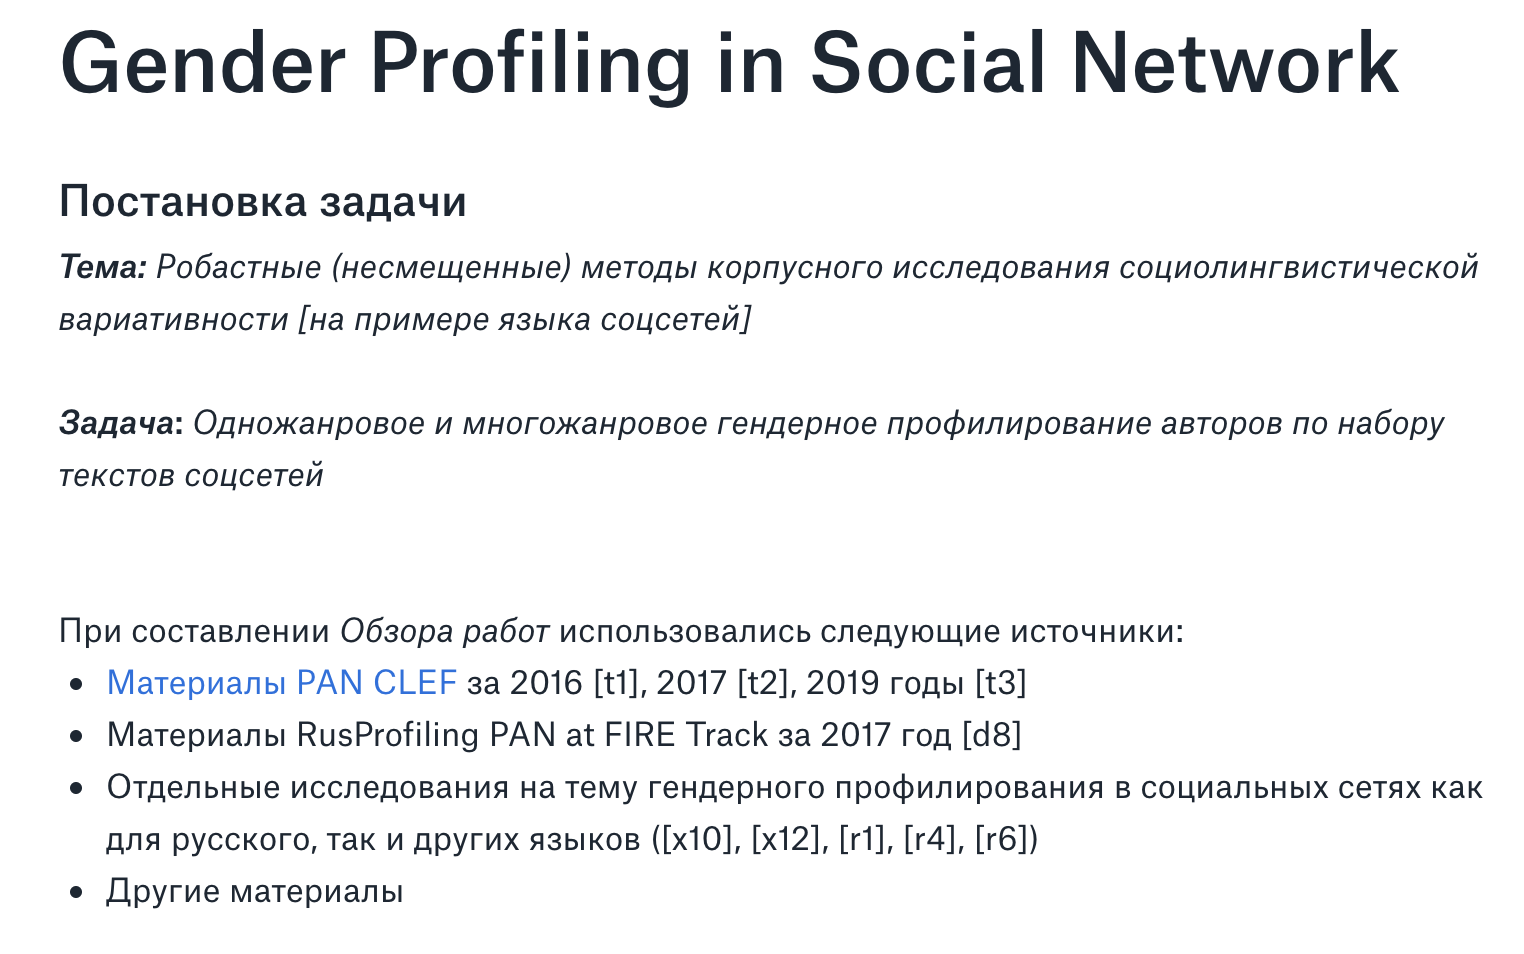 Gender Profiling in Social Network
Постановка задачи
Тема: Робастные (несмещенные) методы корпусного исследования социолингвистической
вариативности [на примере языка соцсетей]
Задача: Одножанровое и многожанровое гендерное профилирование авторов по набору
текстов соцсетей
При составлении Обзора работ использовались следующие источники:
• Материалы PAN CLEF за 2016 [t1], 2017 [t2], 2019 годы [t3]
• Материалы RusProfiling PAN at FIRE Track за 2017 год [d8]
• Отдельные исследования на тему гендерного профилирования в социальных сетях как
для русского, так и других языков ([x10], [x12], [r1], [r4], [r6])
• Другие материалы